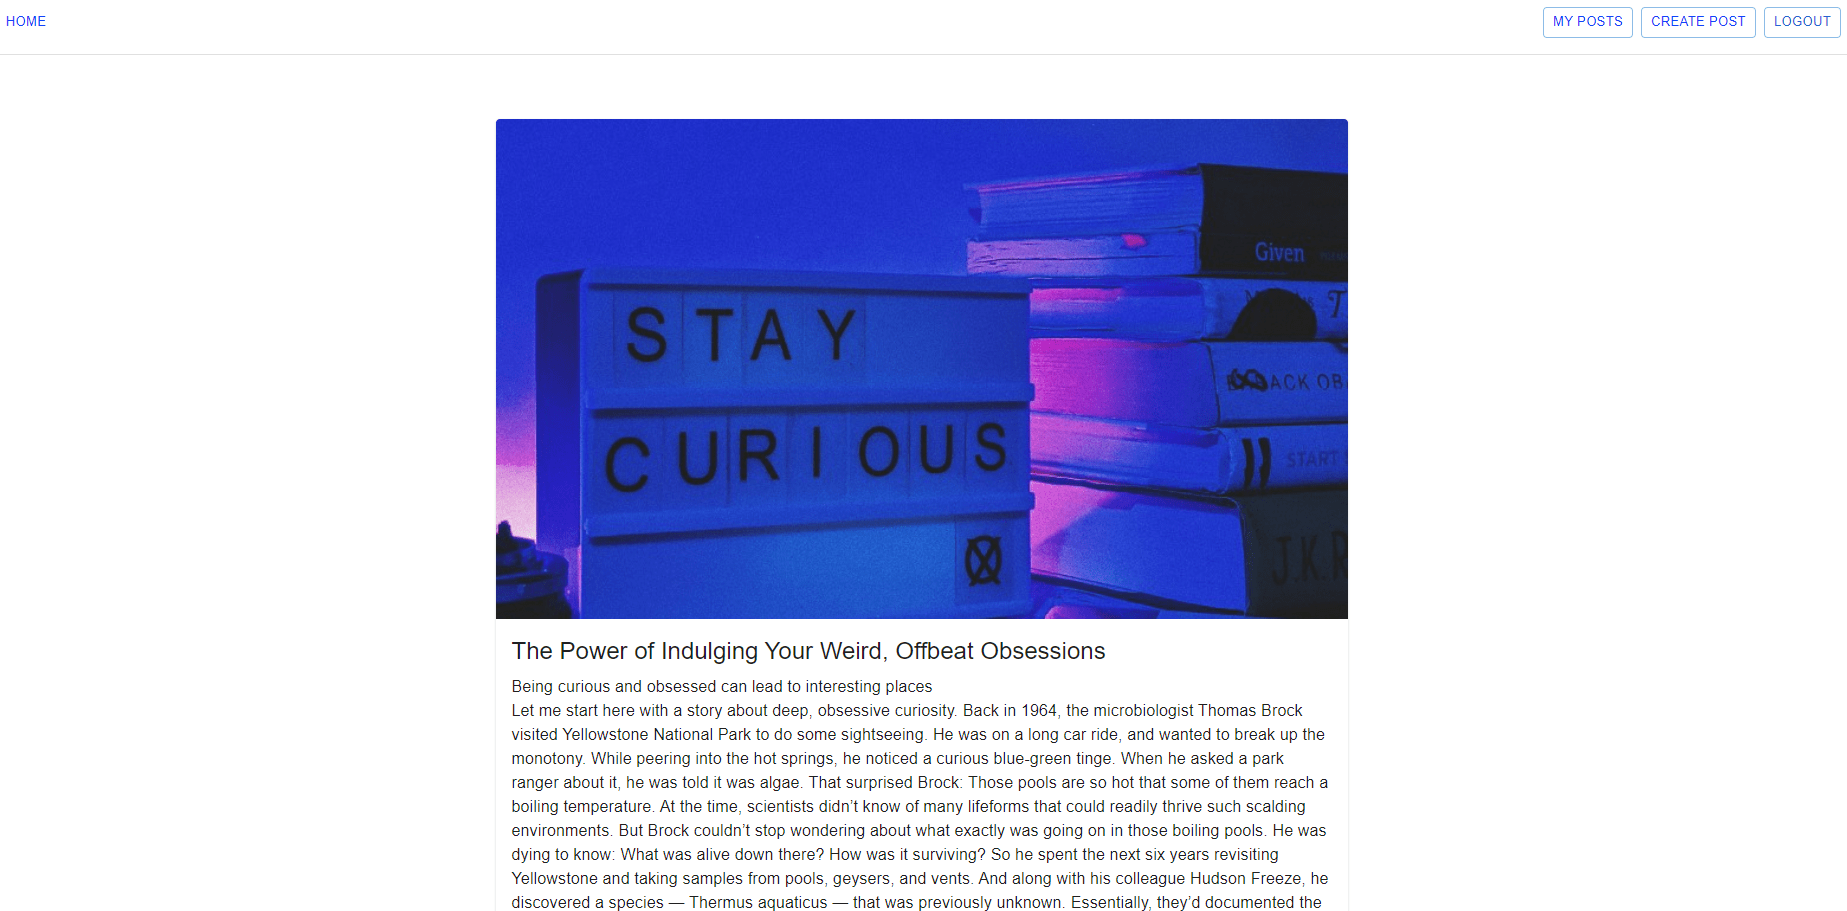 HOME
MY POSTS
CREATE POST
LOGOUT
Given
STAY
CURIOUS
ACK OB
START
J.K.R
The Power of Indulging Your Weird, Offbeat Obsessions
Being curious and obsessed can lead to interesting places
Let me start here with a story about deep, obsessive curiosity. Back in 1964, the microbiologist Thomas Brock
visited Yellowstone National Park to do some sightseeing. He was on a long car ride, and wanted to break up the
monotony. While peering into the hot springs, he noticed a curious blue-green tinge. When he asked a park
ranger about it, he was told it was algae. That surprised Brock: Those pools are so hot that some of them reach a
boiling temperature. At the time, scientists didn’t know of many lifeforms that could readily thrive such scalding
environments. But Brock couldn’t stop wondering about what exactly was going on in those boiling pools. He was
dying to know: What was alive down there? How was it surviving? So he spent the next six years revisiting
Yellowstone and taking samples from pools, geysers, and vents. And along with his colleague Hudson Freeze, he
discovered a species — Thermus aquaticus — that was previously unknown. Essentially, they’d documented the